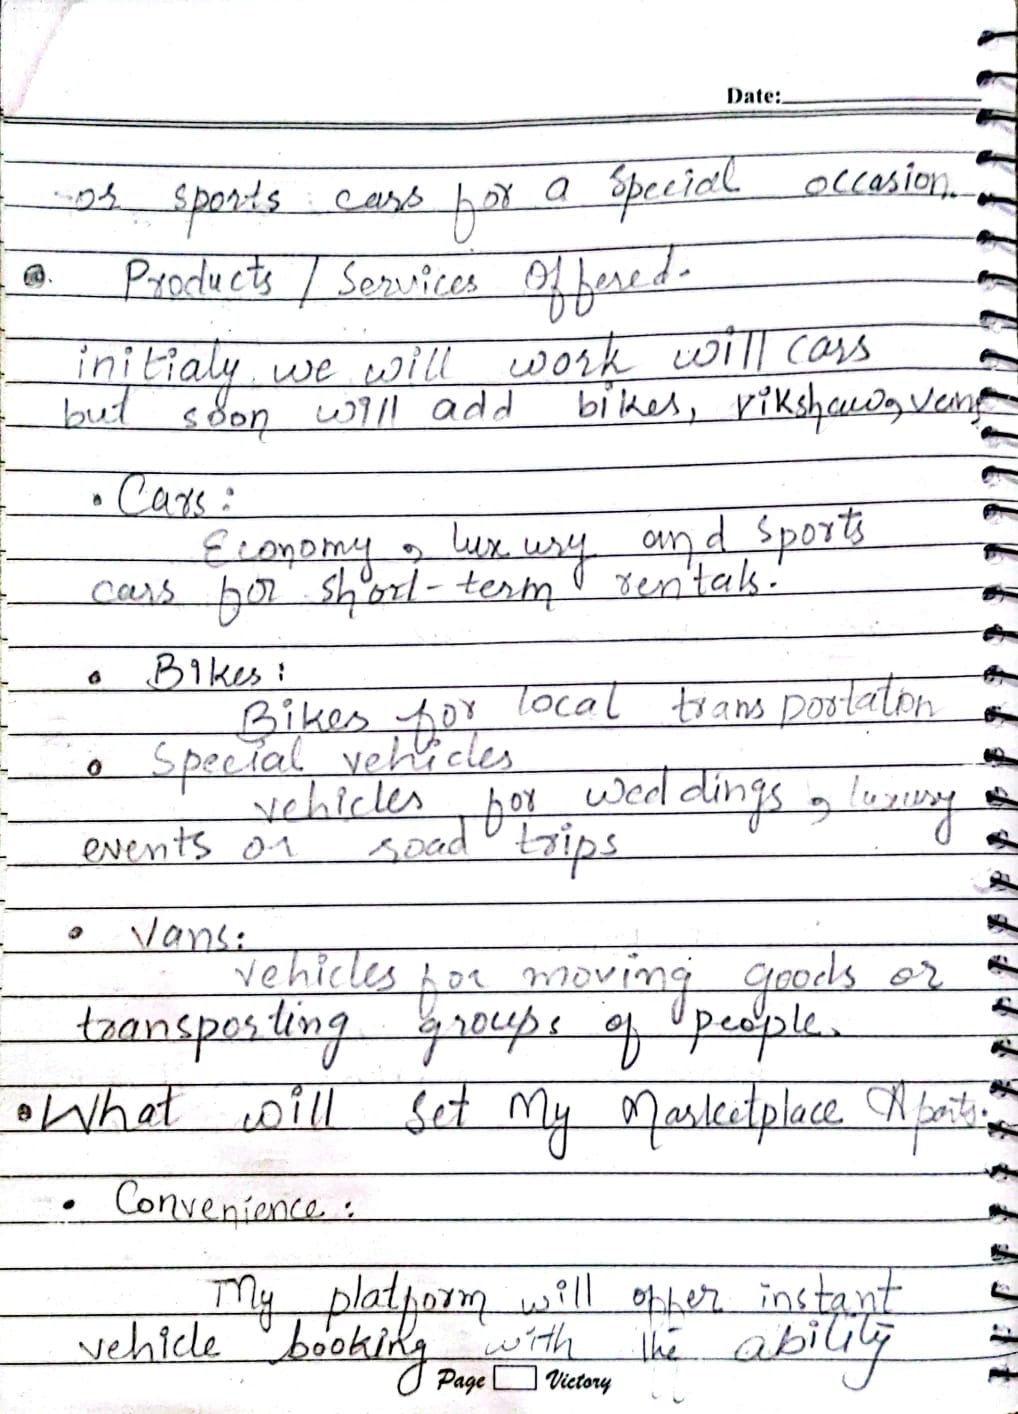 Date:
or sports cars for a special occasion.
Products / Services Offered-
initialy we will work will cars
but soon will add bikes, rikshaw, vans
• Cars:
Economy, luxury and sports
cars for short-term rentals.
• Bikes:
Bikes for local transportaton
• Special vehicles
vehicles for weddings, luxury
events or road trips
• Vans:
vehicles for moving goods or
transporting groups of people.
• What will Set My Marketplace Aparts.
• Convenience:
My platform will offer instant
vehicle booking with the ability
Page Victory